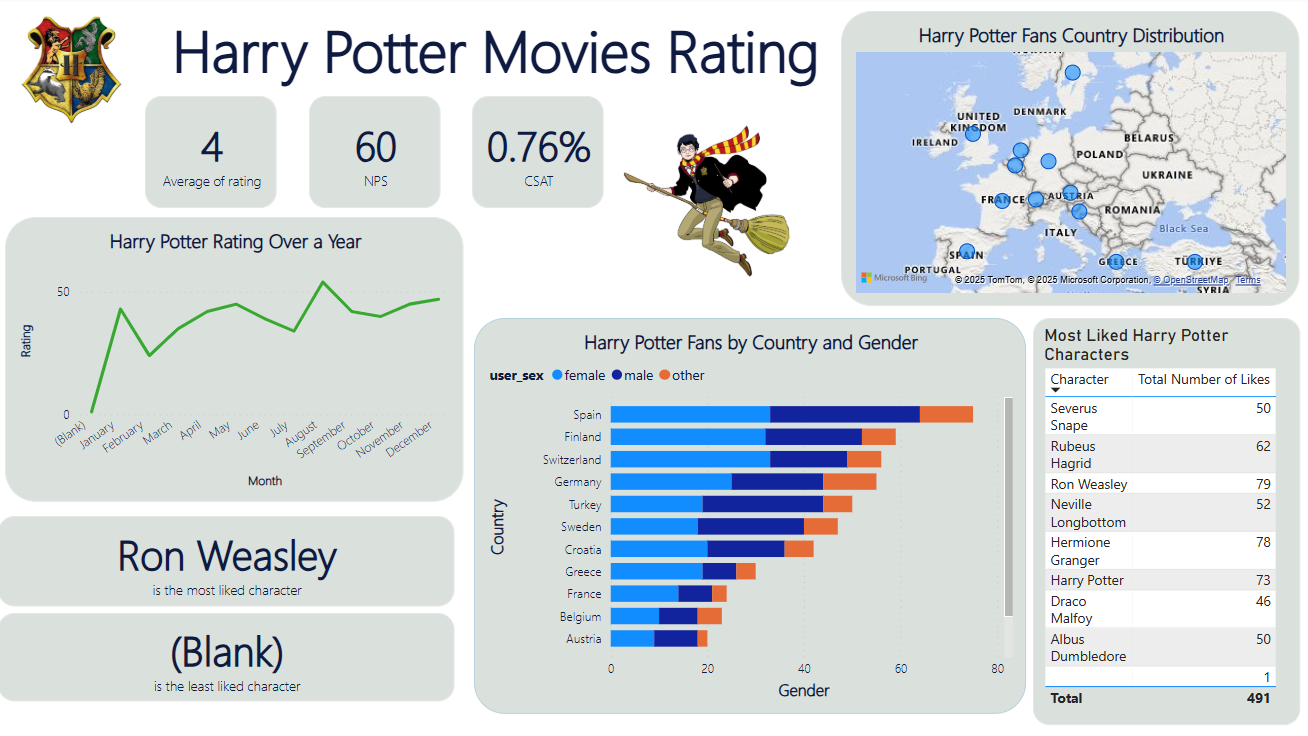 Harry Potter Movies Rating
4
Average of rating
60
NPS
0.76%
CSAT
Harry Potter Fans Country Distribution
UNITED
KINGDOM
DENMARK
IRELAND
BELARUS
POLAND
UKRAINE
FRANCE
AUSTRIA
ROMANIA
ITALY
Black Sea
SPAIN
PORTUGAL
GREECE
TÜRKIYE
SYRIA
Microsoft Bing
© 2025 TomTom, © 2025 Microsoft Corporation, © OpenStreetMap Terms
Harry Potter Rating Over a Year
Rating
50
0
(Blank)
January
February
March
April
May
June
July
August
September
October
November
December
Month
Ron Weasley
is the most liked character
(Blank)
is the least liked character
Harry Potter Fans by Country and Gender
user_sex female male other
Country
Spain
Finland
Switzerland
Germany
Turkey
Sweden
Croatia
Greece
France
Belgium
Austria
0 20 40 60 80
Gender
Most Liked Harry Potter
Characters
Character Total Number of Likes
Severus 50
Snape
Rubeus 62
Hagrid
Ron Weasley 79
Neville 52
Longbottom
Hermione 78
Granger
Harry Potter 73
Draco 46
Malfoy
Albus 50
Dumbledore
1
Total 491